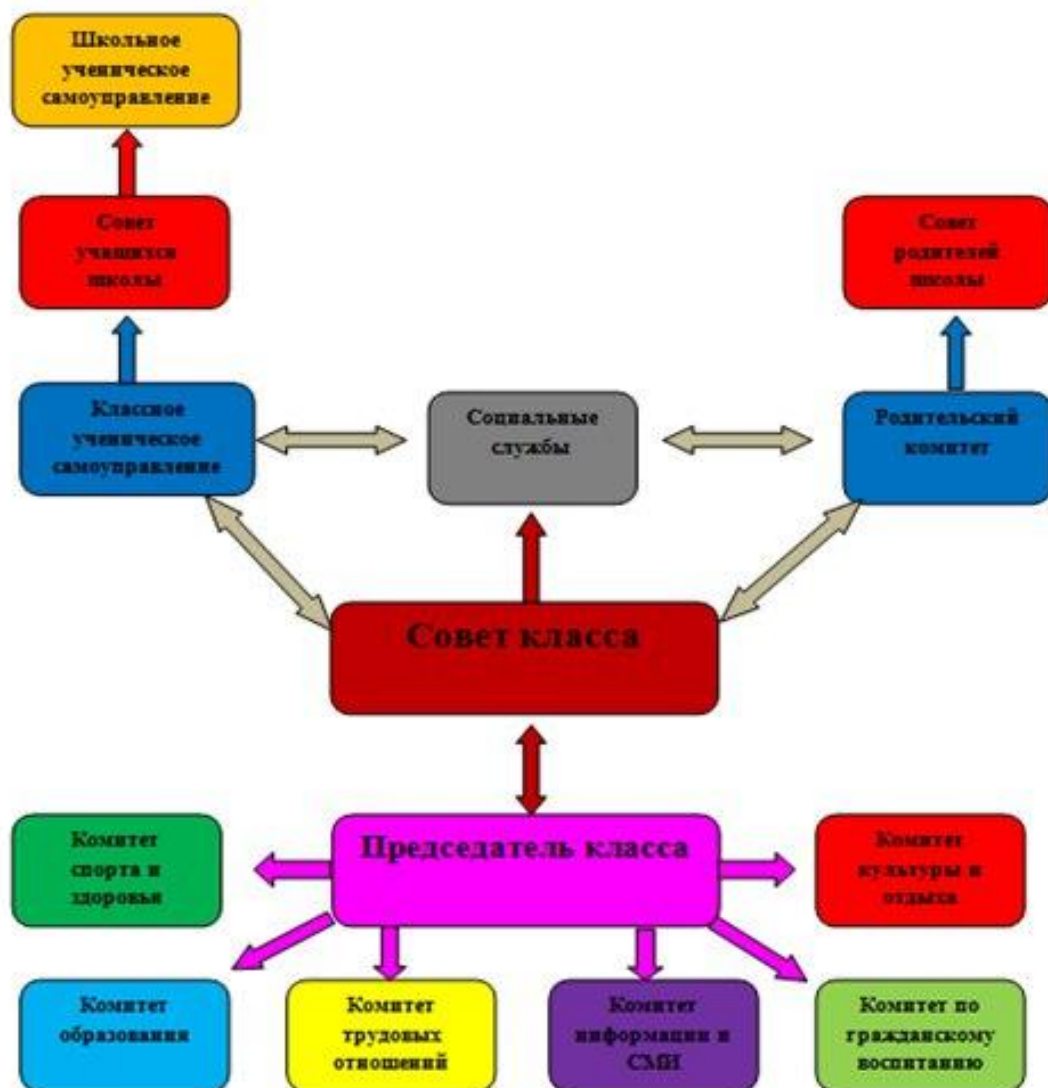 Школьное
ученическое
самоуправление
Совет
учащихся
школы
Совет
родителей
школы
Классное
ученическое
самоуправление
Социальные
службы
Родительский
комитет
Совет класса
Комитет
спорта и
здоровья
Председатель класса
Комитет
культуры и
отдыха
Комитет
образования
Комитет
трудовых
отношений
Комитет
информации и
СМИ
Комитет по
гражданскому
воспитанию